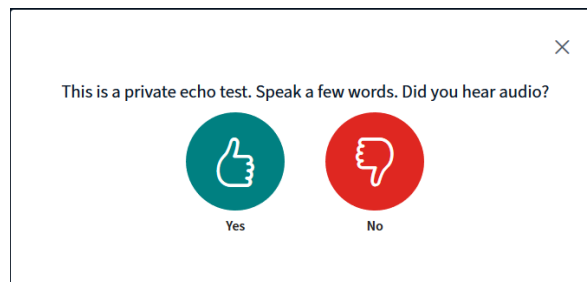 This is a private echo test. Speak a few words. Did you hear audio?
Yes
No